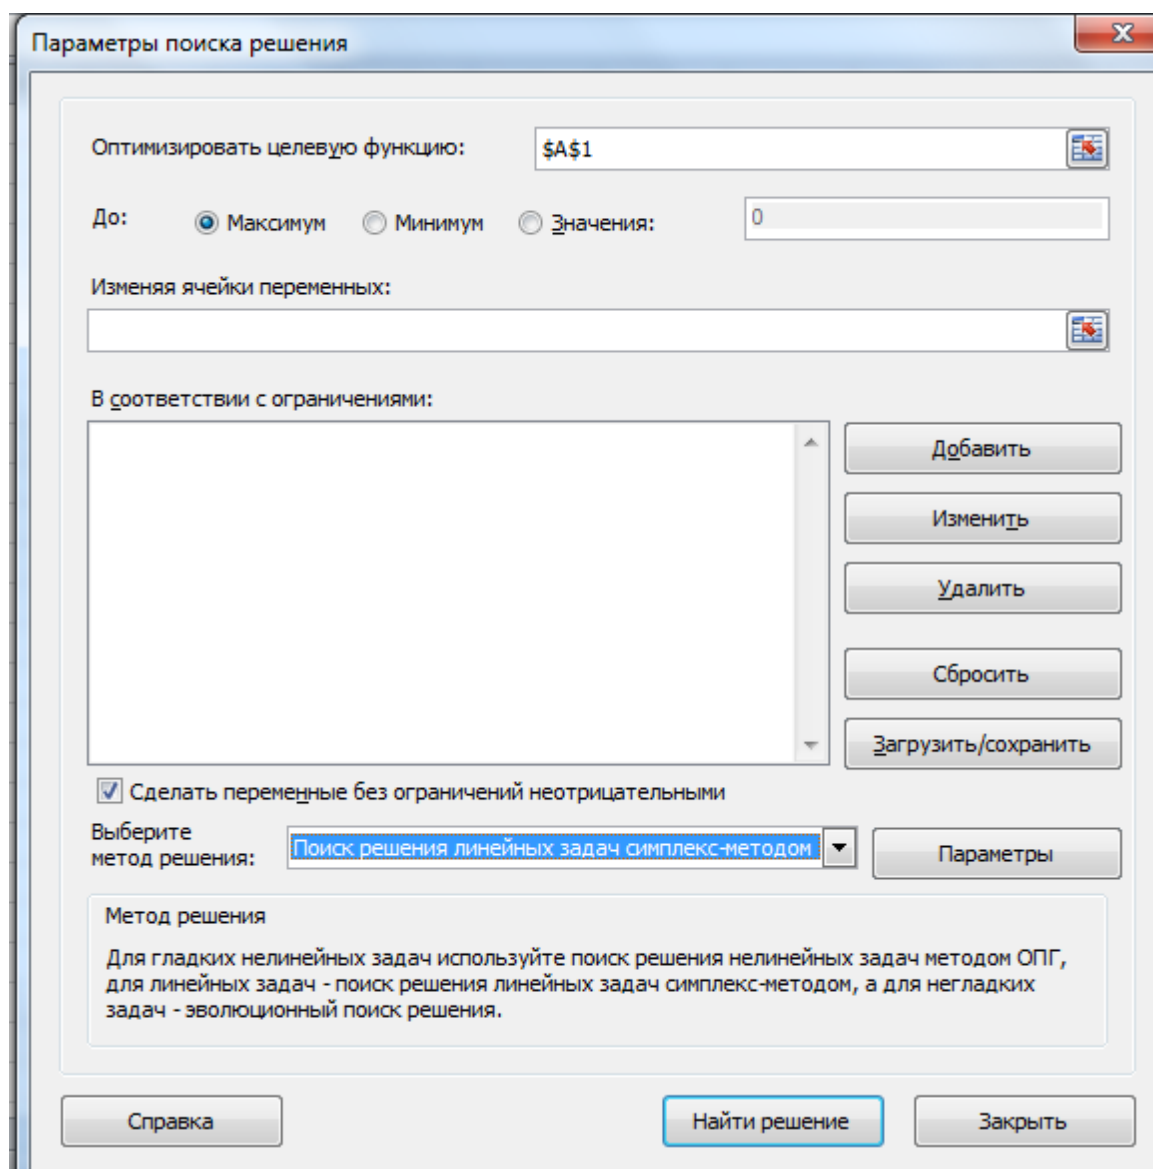 Параметры поиска решения
Оптимизировать целевую функцию: $A$1
До: Максимум Минимум Значения: 0
Изменяя ячейки переменных:
В соответствии с ограничениями:
Добавить
Изменить
Удалить
Сбросить
Загрузить/сохранить
Сделать переменные без ограничений неотрицательными
Выберите
метод решения: Поиск решения линейных задач симплекс-методом Параметры
Метод решения
Для гладких нелинейных задач используйте поиск решения нелинейных задач методом ОПГ,
для линейных задач - поиск решения линейных задач симплекс-методом, а для негладких
задач - эволюционный поиск решения.
Справка Найти решение Закрыть